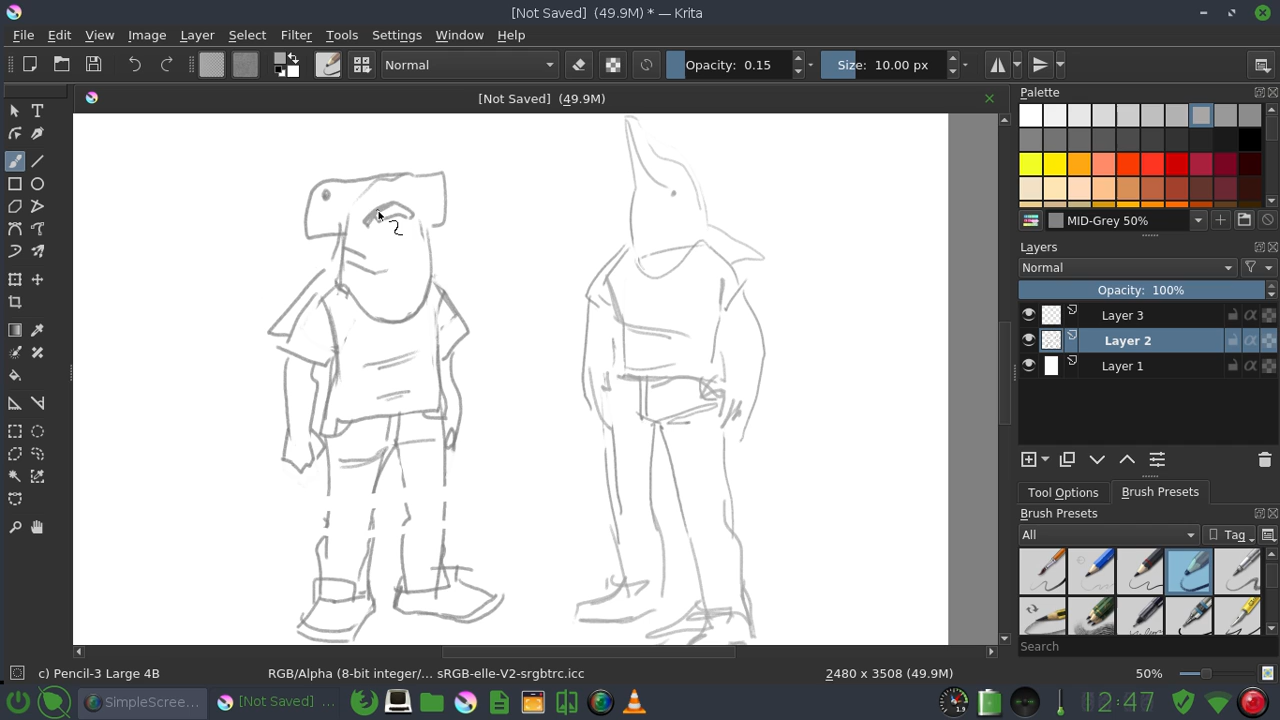 [Not Saved]  (49.9M) * — Krita
File Edit View Image Layer Select Filter Tools Settings Window Help
Normal Opacity: 0.15 Size: 10.00 px
[Not Saved]  (49.9M)
Palette
MID-Grey 50%
Layers
Normal
Opacity: 100%
Layer 3
Layer 2
Layer 1
Tool Options Brush Presets
Brush Presets
All Tag
Search
c) Pencil-3 Large 4B RGB/Alpha (8-bit integer/... sRGB-elle-V2-srgbtrc.icc 2480 x 3508 (49.9M) 50%
SimpleScree... [Not Saved] ... 1.9 12:47